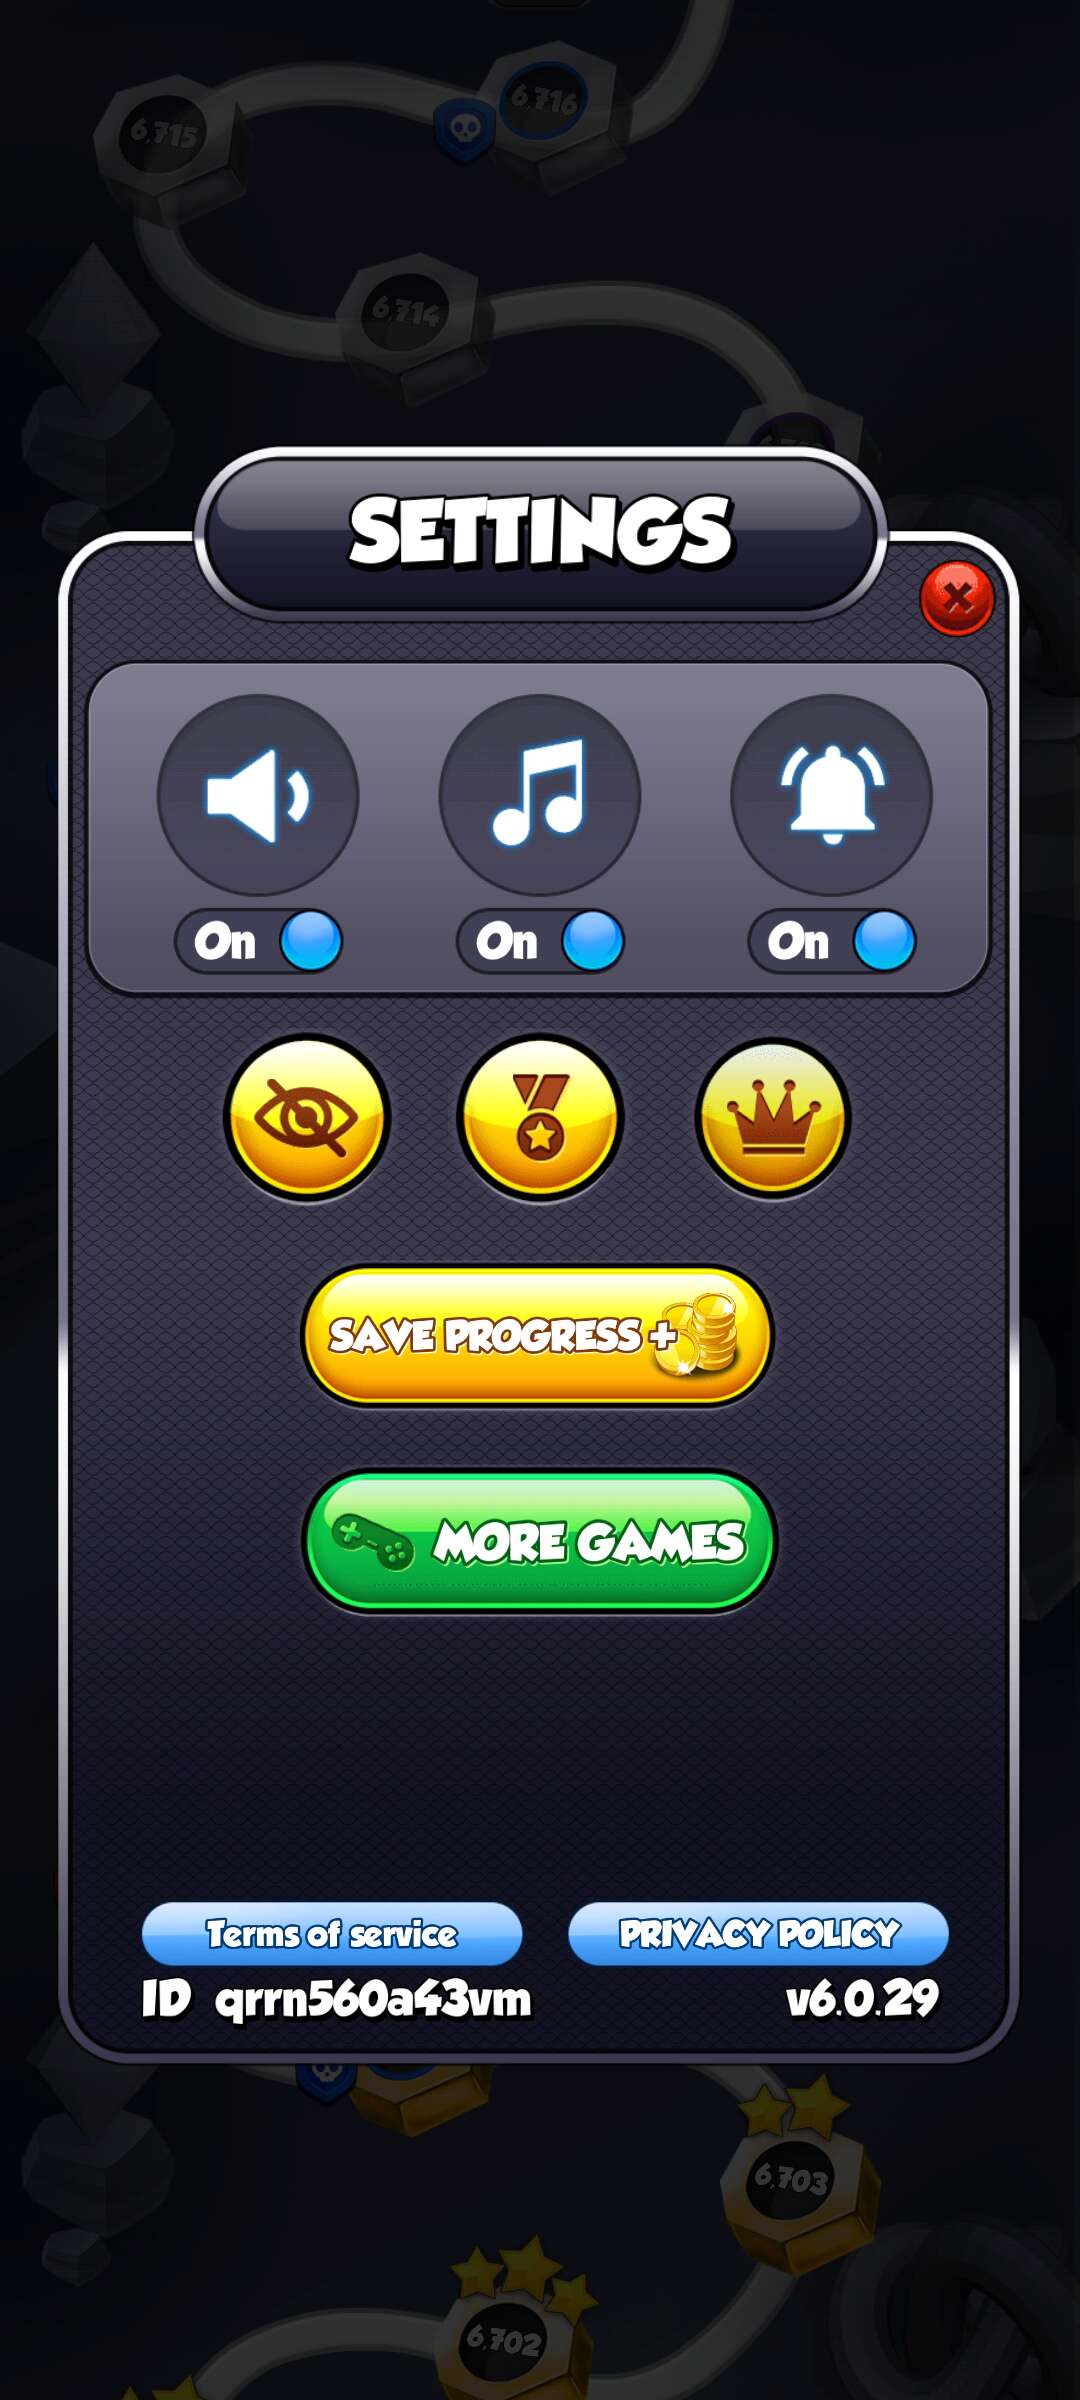 6,716
6,715
6,714
SETTINGS
On On On
SAVE PROGRESS +
MORE GAMES
Terms of service PRIVACY POLICY
ID qrrn560a43vm v6.0.29
6,703
6,702